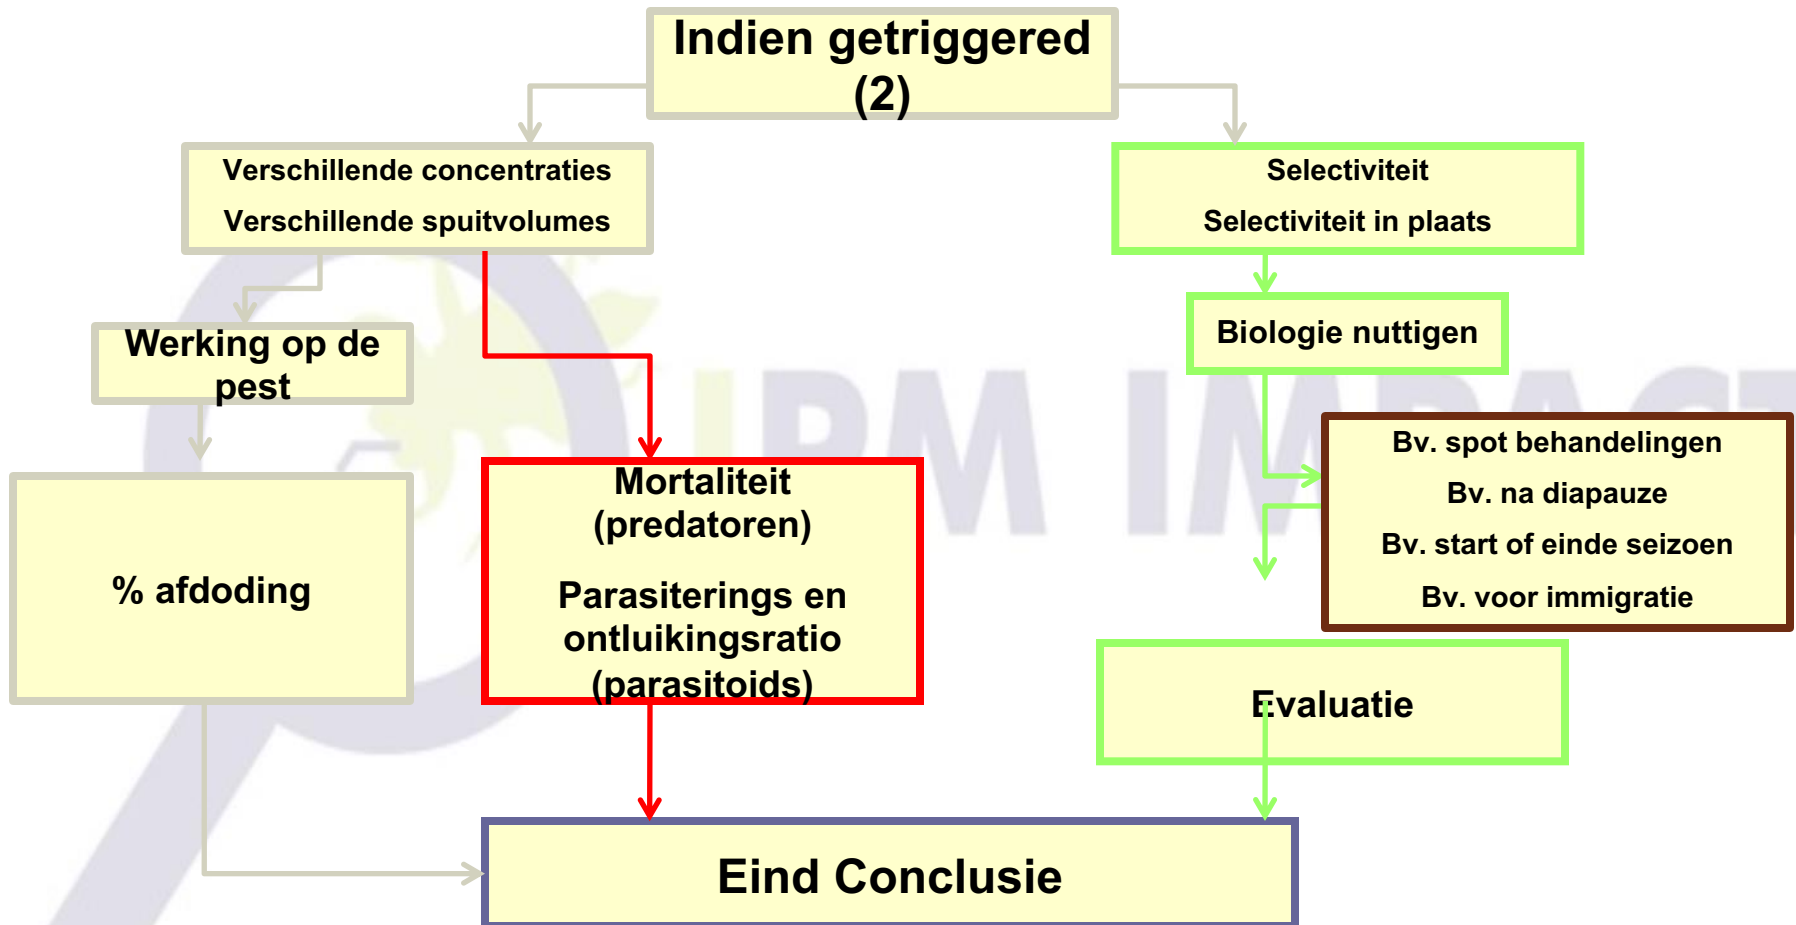 Indien getriggered
(2)
Verschillende concentraties
Verschillende spuitvolumes
Selectiviteit
Selectiviteit in plaats
Werking op de
pest
Biologie nuttigen
Bv. spot behandelingen
Bv. na diapauze
Bv. start of einde seizoen
Bv. voor immigratie
% afdoding
Mortaliteit
(predatoren)
Parasiterings en
ontluikingsratio
(parasitoids)
Evaluatie
Eind Conclusie
IPM IMPACT